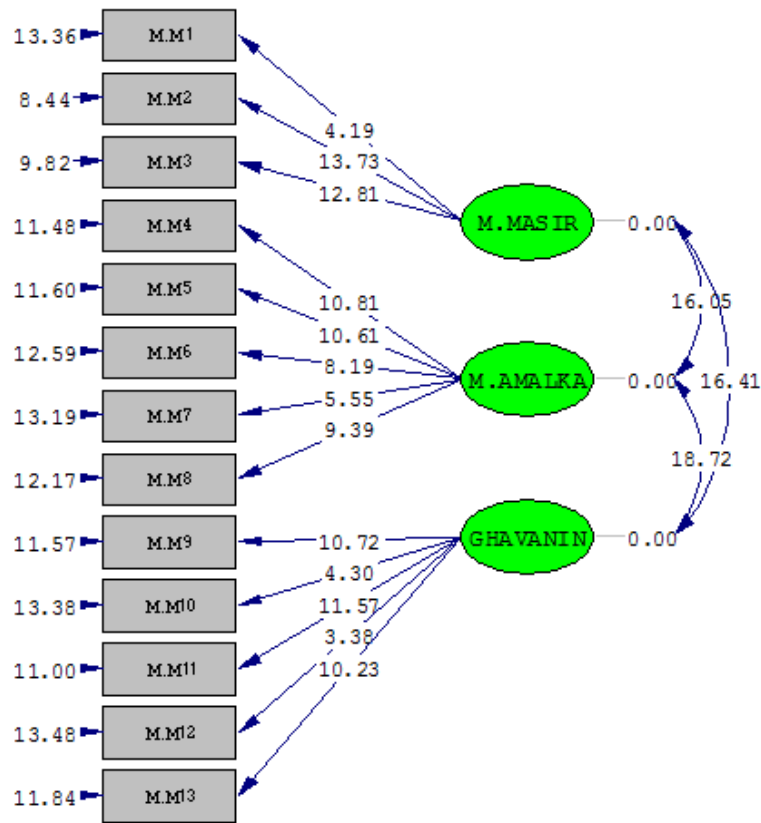 13.36 M.M1
8.44 M.M2
9.82 M.M3
11.48 M.M4
11.60 M.M5
12.59 M.M6
13.19 M.M7
12.17 M.M8
11.57 M.M9
13.38 M.M10
11.00 M.M11
13.48 M.M12
11.84 M.M13
4.19
13.73
12.81
10.81
10.61
8.19
5.55
9.39
10.72
4.30
11.57
3.38
10.23
M.MASIR 0.00
M.AMALKA 0.00
GHAVANIN 0.00
16.05
16.41
18.72